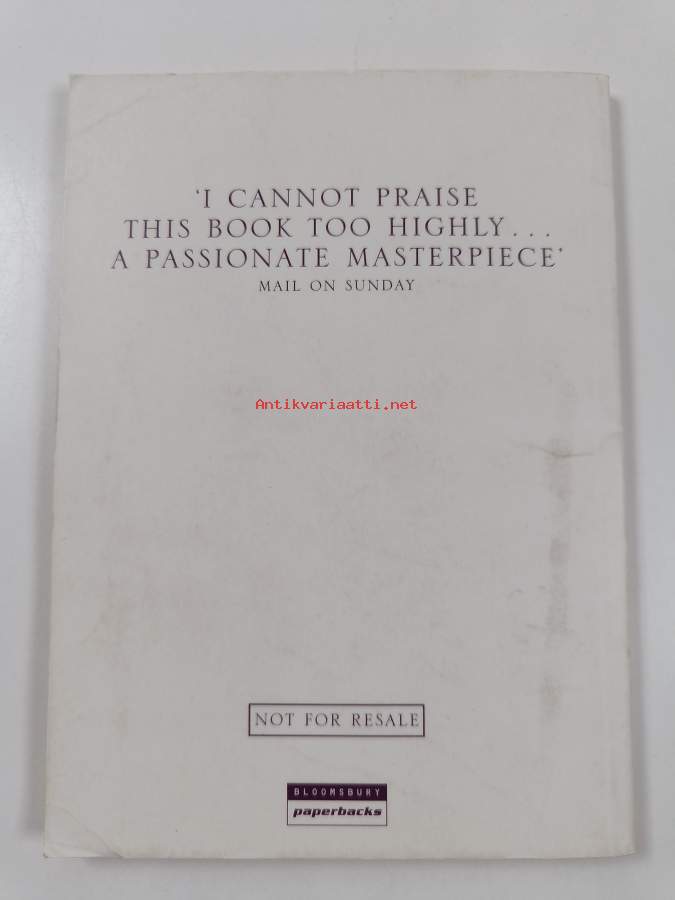 ‘I CANNOT PRAISE
THIS BOOK TOO HIGHLY...
A PASSIONATE MASTERPIECE’
MAIL ON SUNDAY
Antikvariaatti.net
NOT FOR RESALE
BLOOMSBURY
paperbacks